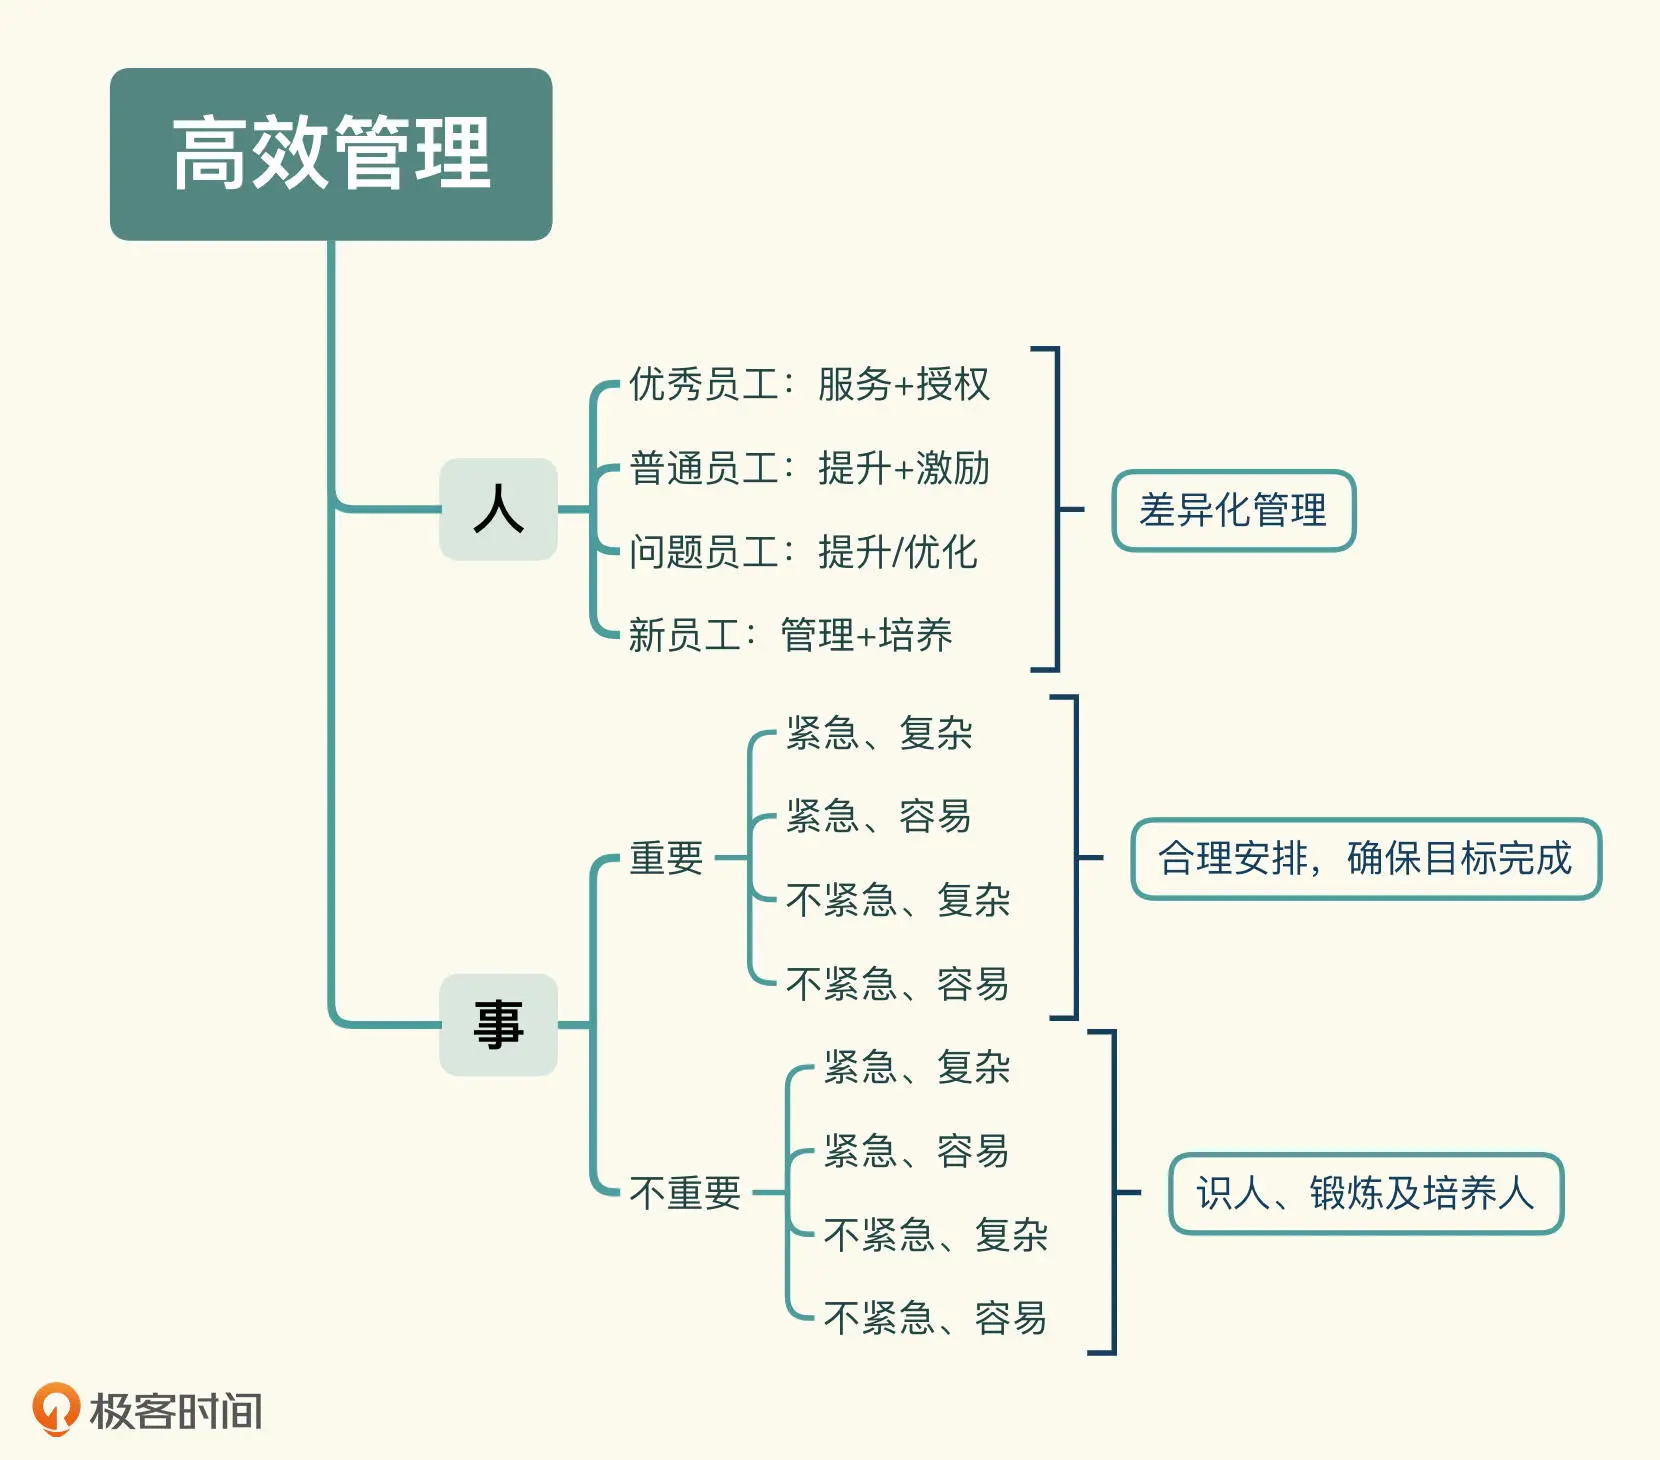 高效管理
人
优秀员工：服务+授权
普通员工：提升+激励
问题员工：提升/优化
新员工：管理+培养
差异化管理
事
重要
紧急、复杂
紧急、容易
不紧急、复杂
不紧急、容易
合理安排，确保目标完成
不重要
紧急、复杂
紧急、容易
不紧急、复杂
不紧急、容易
识人、锻炼及培养人
极客时间